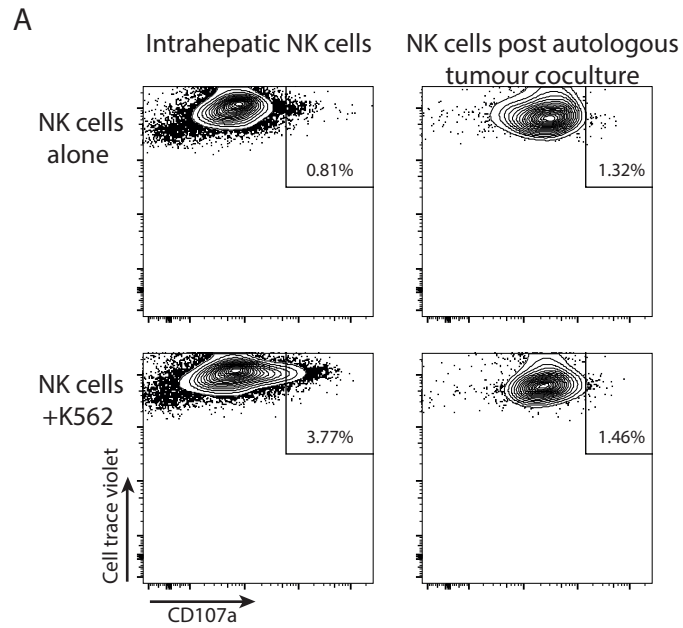 A
Intrahepatic NK cells
NK cells post autologous
tumour coculture
NK cells
alone
0.81%
1.32%
NK cells
+K562
3.77%
1.46%
Cell trace violet
CD107a